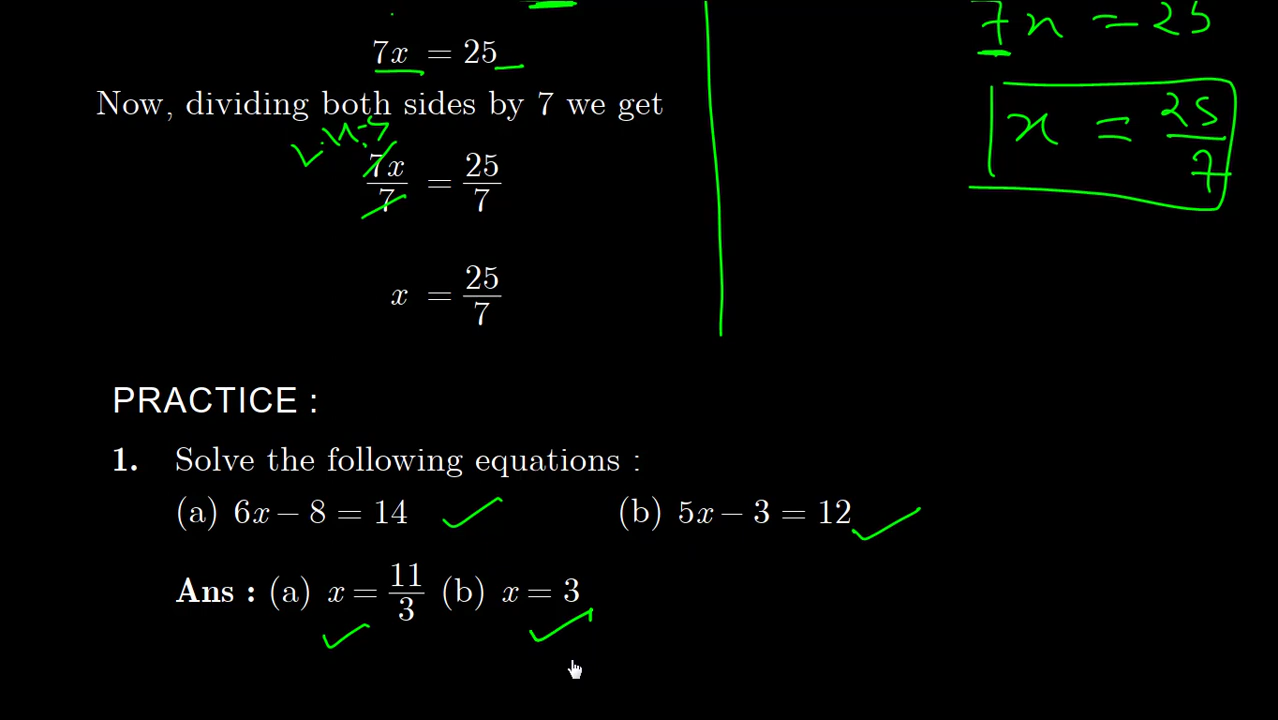 7x = 25
Now, dividing both sides by 7 we get
7x/7 = 25/7
x = 25/7
7x = 25
x = 25/7
PRACTICE :
1. Solve the following equations :
(a) 6x − 8 = 14 (b) 5x − 3 = 12
Ans : (a) x = 11/3 (b) x = 3